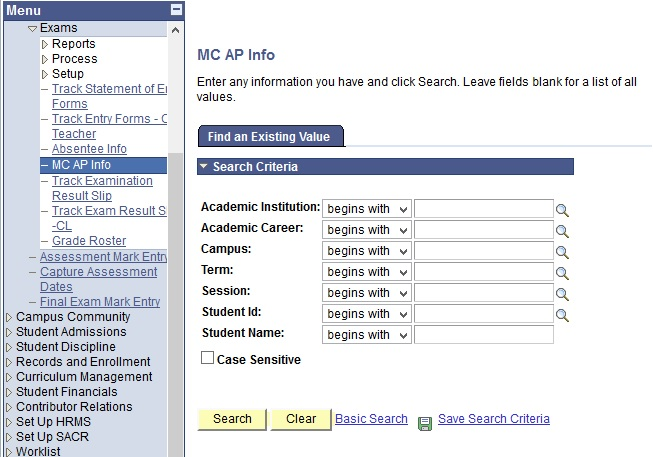 Menu
Exams
Reports
Process
Setup
Track Statement of
Forms
Track Entry Forms -
Teacher
Absentee Info
MC AP Info
Track Examination
Result Slip
Track Exam Result
-CL
Grade Roster
Assessment Mark Entry
Capture Assessment
Dates
Final Exam Mark Entry
Campus Community
Student Admissions
Student Discipline
Records and Enrollment
Curriculum Management
Student Financials
Contributor Relations
Set Up HRMS
Set Up SACR
Worklist
MC AP Info
Enter any information you have and click Search. Leave fields blank for a list of all
values.
Find an Existing Value
Search Criteria
Academic Institution: begins with
Academic Career: begins with
Campus: begins with
Term: begins with
Session: begins with
Student Id: begins with
Student Name: begins with
Case Sensitive
Search Clear Basic Search Save Search Criteria